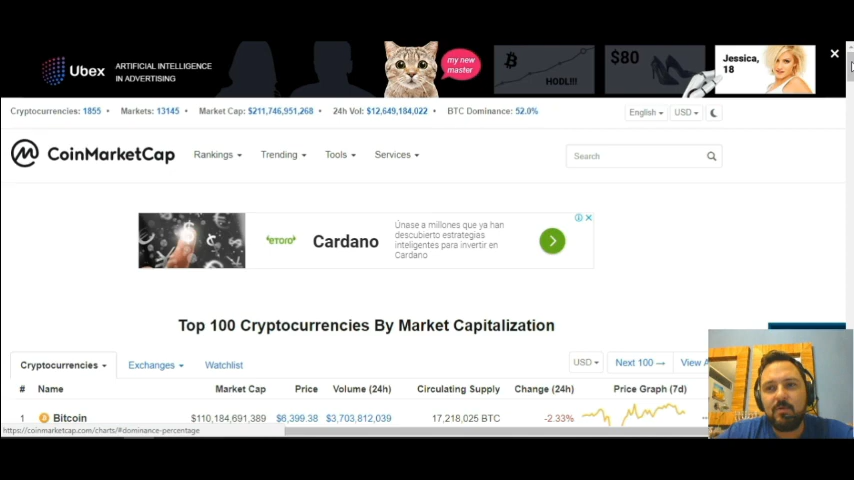 Ubex
ARTIFICIAL INTELLIGENCE
IN ADVERTISING
my new
master
HODL!!!
$80
Jessica,
18
Cryptocurrencies: 1855 • Markets: 13145 • Market Cap: $211,746,951,268 • 24h Vol: $12,649,184,022 • BTC Dominance: 52.0%
English
USD
CoinMarketCap
Rankings
Trending
Tools
Services
Search
eTORO
Cardano
Únase a millones que ya han
descubierto estrategias
inteligentes para invertir en
Cardano
Top 100 Cryptocurrencies By Market Capitalization
Cryptocurrencies
Exchanges
Watchlist
USD
Next 100 →
View A
# Name Market Cap Price Volume (24h) Circulating Supply Change (24h) Price Graph (7d)
1 Bitcoin $110,184,691,389 $6,399.38 $3,703,812,039 17,218,025 BTC -2.33%
https://coinmarketcap.com/charts/#dominance-percentage